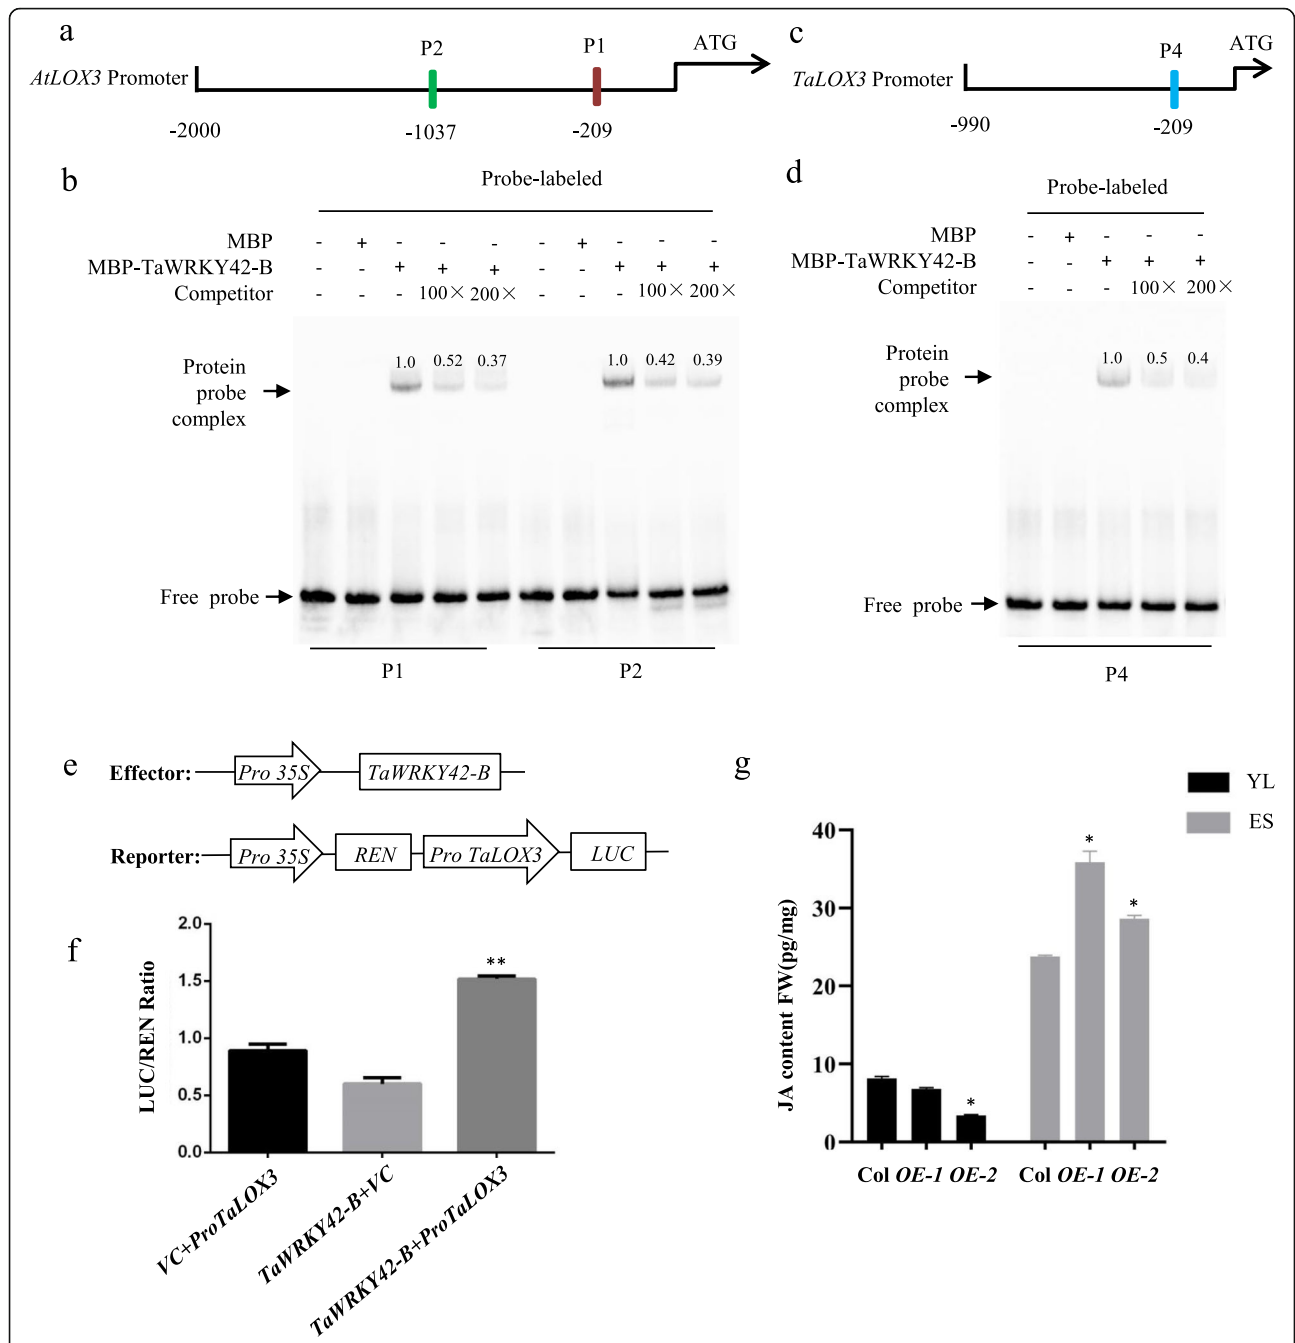 a
P2 P1 ATG
AtLOX3 Promoter
-2000 -1037 -209
c
P4 ATG
TaLOX3 Promoter
-990 -209
b
Probe-labeled
MBP - + - - - - + - - -
MBP-TaWRKY42-B - - + + + - - + + +
Competitor - - - 100× 200× - - - 100× 200×
1.0 0.52 0.37 1.0 0.42 0.39
Protein
probe
complex
Free probe
P1 P2
d
Probe-labeled
MBP - + - - -
MBP-TaWRKY42-B - - + + +
Competitor - - - 100× 200×
1.0 0.5 0.4
Protein
probe
complex
Free probe
P4
e
Effector: Pro 35S TaWRKY42-B
Reporter: Pro 35S REN Pro TaLOX3 LUC
f
LUC/REN Ratio
2.0
1.5
1.0
0.5
0.0
**
VC+ProTaLOX3
TaWRKY42-B+VC
TaWRKY42-B+ProTaLOX3
g
YL
ES
JA content FW(pg/mg)
40
30
20
10
0
* * *
Col OE-1 OE-2 Col OE-1 OE-2